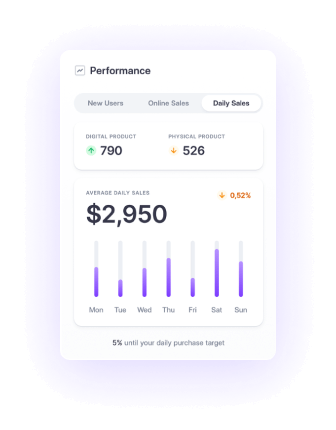 Performance
New Users Online Sales Daily Sales
DIGITAL PRODUCT PHYSICAL PRODUCT
790 526
AVERAGE DAILY SALES 0,52%
$2,950
Mon Tue Wed Thu Fri Sat Sun
5% until your daily purchase target